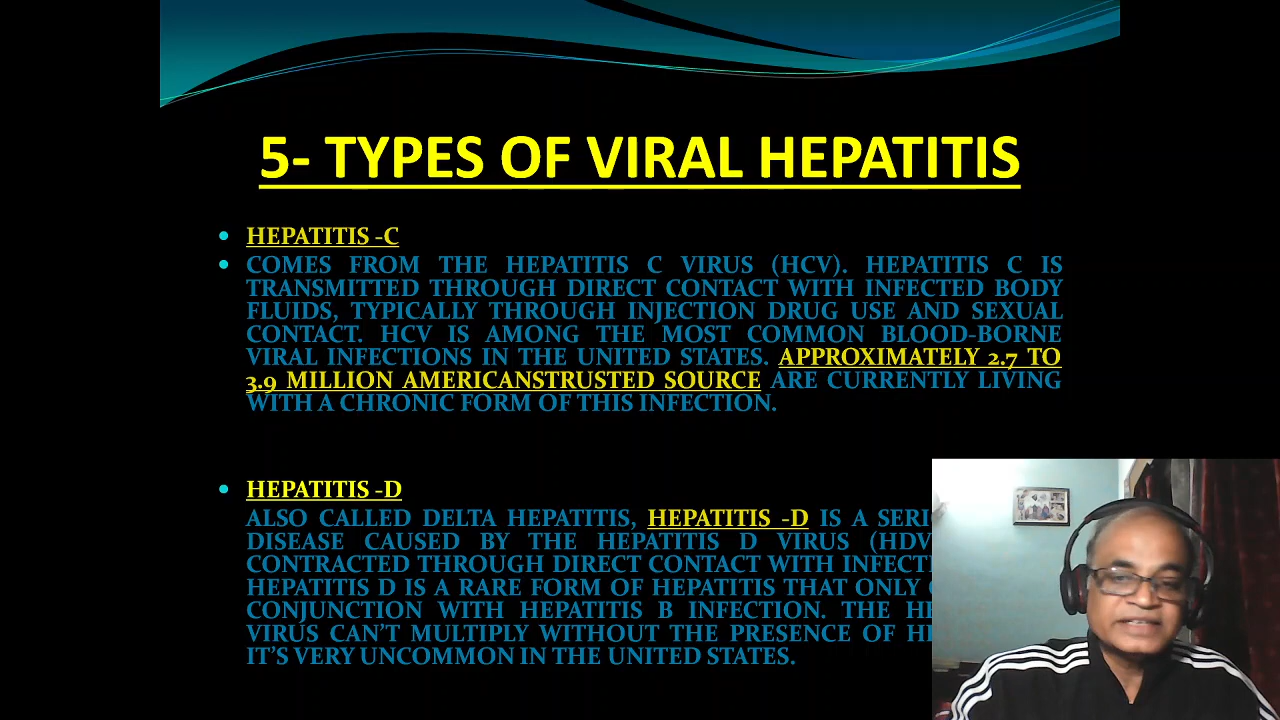 5- TYPES OF VIRAL HEPATITIS
HEPATITIS -C
COMES FROM THE HEPATITIS C VIRUS (HCV). HEPATITIS C IS
TRANSMITTED THROUGH DIRECT CONTACT WITH INFECTED BODY
FLUIDS, TYPICALLY THROUGH INJECTION DRUG USE AND SEXUAL
CONTACT. HCV IS AMONG THE MOST COMMON BLOOD-BORNE
VIRAL INFECTIONS IN THE UNITED STATES. APPROXIMATELY 2.7 TO
3.9 MILLION AMERICANSTRUSTED SOURCE ARE CURRENTLY LIVING
WITH A CHRONIC FORM OF THIS INFECTION.
HEPATITIS -D
ALSO CALLED DELTA HEPATITIS, HEPATITIS -D IS A
DISEASE CAUSED BY THE HEPATITIS D VIRUS (HDV
CONTRACTED THROUGH DIRECT CONTACT WITH
HEPATITIS D IS A RARE FORM OF HEPATITIS THAT ONLY
CONJUNCTION WITH HEPATITIS B INFECTION. THE
VIRUS CAN'T MULTIPLY WITHOUT THE PRESENCE OF
IT'S VERY UNCOMMON IN THE UNITED STATES.